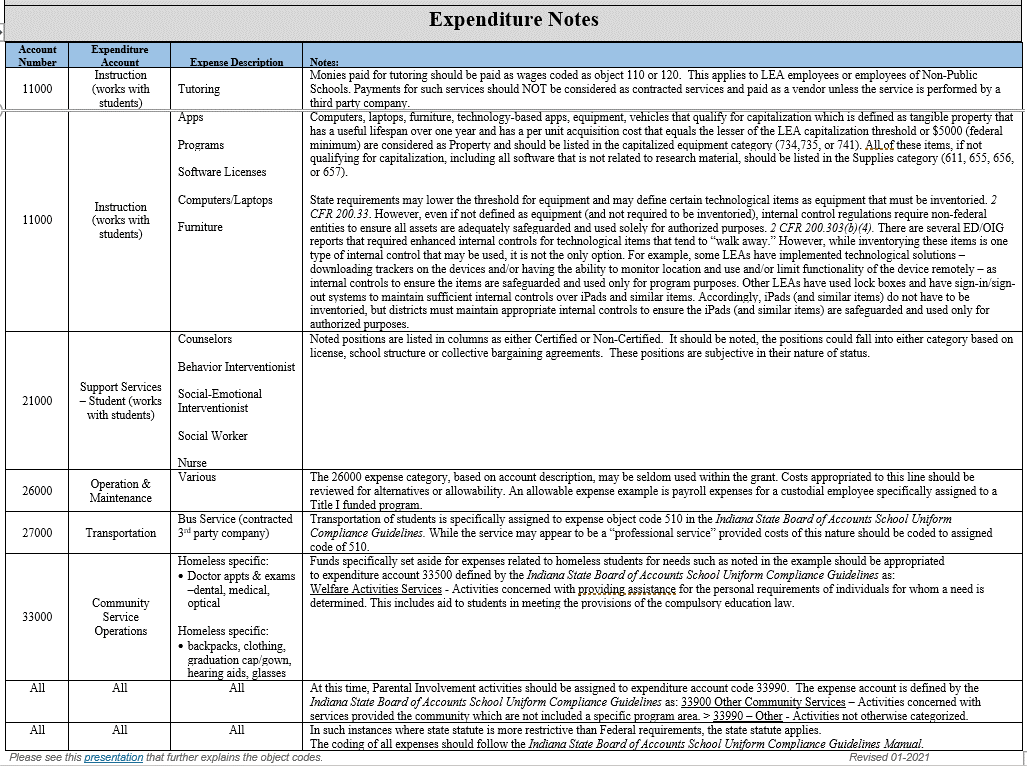 Expenditure Notes
Account
Number
Expenditure
Account
Expense Description
Notes:
11000
Instruction
(works with
students)
Tutoring
Monies paid for tutoring should be paid as wages coded as object 110 or 120. This applies to LEA employees or employees of Non-Public
Schools. Payments for such services should NOT be considered as contracted services and paid as a vendor unless the service is performed by a
third party company.
11000
Instruction
(works with
students)
Apps
Programs
Software Licenses
Computers/Laptops
Furniture
Computers, laptops, furniture, technology-based apps, equipment, vehicles that qualify for capitalization which is defined as tangible property that
has a useful lifespan over one year and has a per unit acquisition cost that equals the lesser of the LEA capitalization threshold or $5000 (federal
minimum) are considered as Property and should be listed in the capitalized equipment category (734,735, or 741). All of these items, if not
qualifying for capitalization, including all software that is not related to research material, should be listed in the Supplies category (611, 655, 656,
or 657).
State requirements may lower the threshold for equipment and may define certain technological items as equipment that must be inventoried. 2
CFR 200.33. However, even if not defined as equipment (and not required to be inventoried), internal control regulations require non-federal
entities to ensure all assets are adequately safeguarded and used solely for authorized purposes. 2 CFR 200.303(b)(4). There are several ED/OIG
reports that required enhanced internal controls for technological items that tend to “walk away.” However, while inventorying these items is one
type of internal control that may be used, it is not the only option. For example, some LEAs have implemented technological solutions –
downloading trackers on the devices and/or having the ability to monitor location and use and/or limit functionality of the device remotely – as
internal controls to ensure the items are safeguarded and used only for program purposes. Other LEAs have used lock boxes and have sign-in/sign-
out systems to maintain sufficient internal controls over iPads and similar items. Accordingly, iPads (and similar items) do not have to be
inventoried, but districts must maintain appropriate internal controls to ensure the iPads (and similar items) are safeguarded and used only for
authorized purposes.
21000
Support Services
– Student (works
with students)
Counselors
Behavior Interventionist
Social-Emotional
Interventionist
Social Worker
Nurse
Noted positions are listed in columns as either Certified or Non-Certified. It should be noted, the positions could fall into either category based on
license, school structure or collective bargaining agreements. These positions are subjective in their nature of status.
26000
Operation &
Maintenance
Various
The 26000 expense category, based on account description, may be seldom used within the grant. Costs appropriated to this line should be
reviewed for alternatives or allowability. An allowable expense example is payroll expenses for a custodial employee specifically assigned to a
Title I funded program.
27000
Transportation
Bus Service (contracted
3rd party company)
Transportation of students is specifically assigned to expense object code 510 in the Indiana State Board of Accounts School Uniform
Compliance Guidelines. While the service may appear to be a “professional service” provided costs of this nature should be coded to assigned
code of 510.
33000
Community
Service
Operations
Homeless specific:
• Doctor appts & exams
–dental, medical,
optical
Homeless specific:
• backpacks, clothing,
graduation cap/gown,
hearing aids, glasses
Funds specifically set aside for expenses related to homeless students for needs such as noted in the example should be appropriated
to expenditure account 33500 defined by the Indiana State Board of Accounts School Uniform Compliance Guidelines as:
Welfare Activities Services - Activities concerned with providing assistance for the personal requirements of individuals for whom a need is
determined. This includes aid to students in meeting the provisions of the compulsory education law.
All
All
All
At this time, Parental Involvement activities should be assigned to expenditure account code 33990. The expense account is defined by the
Indiana State Board of Accounts School Uniform Compliance Guidelines as: 33900 Other Community Services – Activities concerned with
services provided the community which are not included a specific program area. > 33990 – Other - Activities not otherwise categorized.
All
All
All
In such instances where state statute is more restrictive than Federal requirements, the state statute applies.
The coding of all expenses should follow the Indiana State Board of Accounts School Uniform Compliance Guidelines Manual.
Please see this presentation that further explains the object codes.
Revised 01-2021